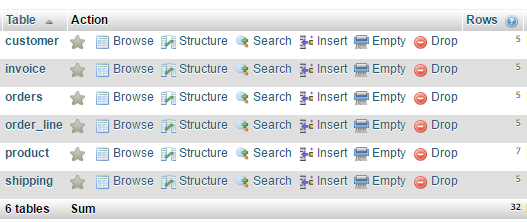 Table Action Rows
customer Browse Structure Search Insert Empty Drop 5
invoice Browse Structure Search Insert Empty Drop 5
orders Browse Structure Search Insert Empty Drop 5
order_line Browse Structure Search Insert Empty Drop 5
product Browse Structure Search Insert Empty Drop 7
shipping Browse Structure Search Insert Empty Drop 5
6 tables Sum 32